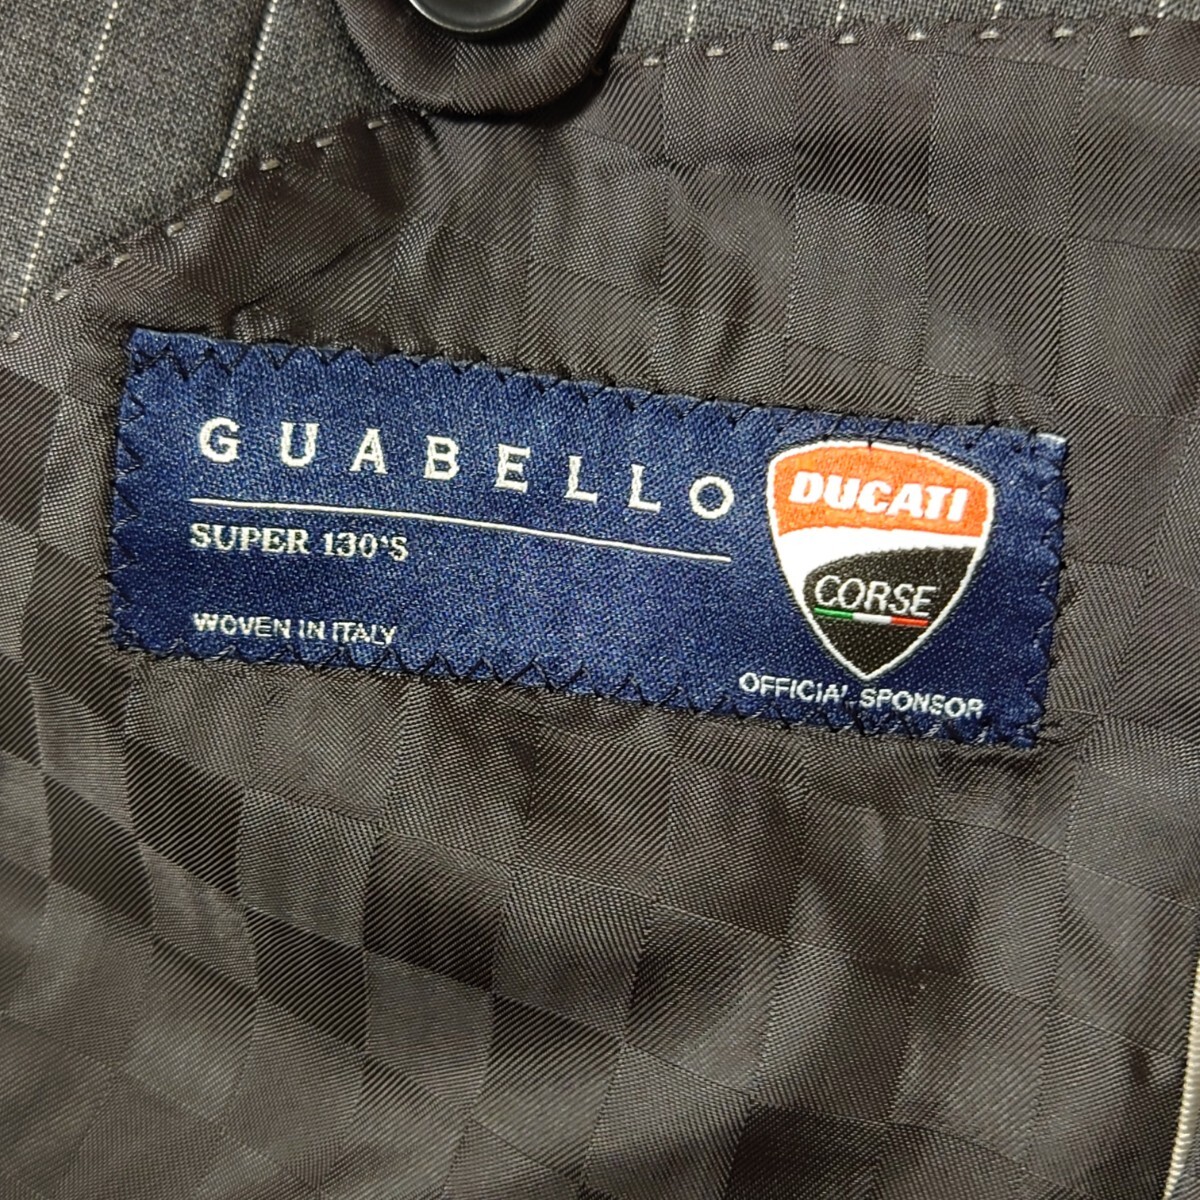 GUABELLO
SUPER 130'S
WOVEN IN ITALY
DUCATI
CORSE
OFFICIAL SPONSOR